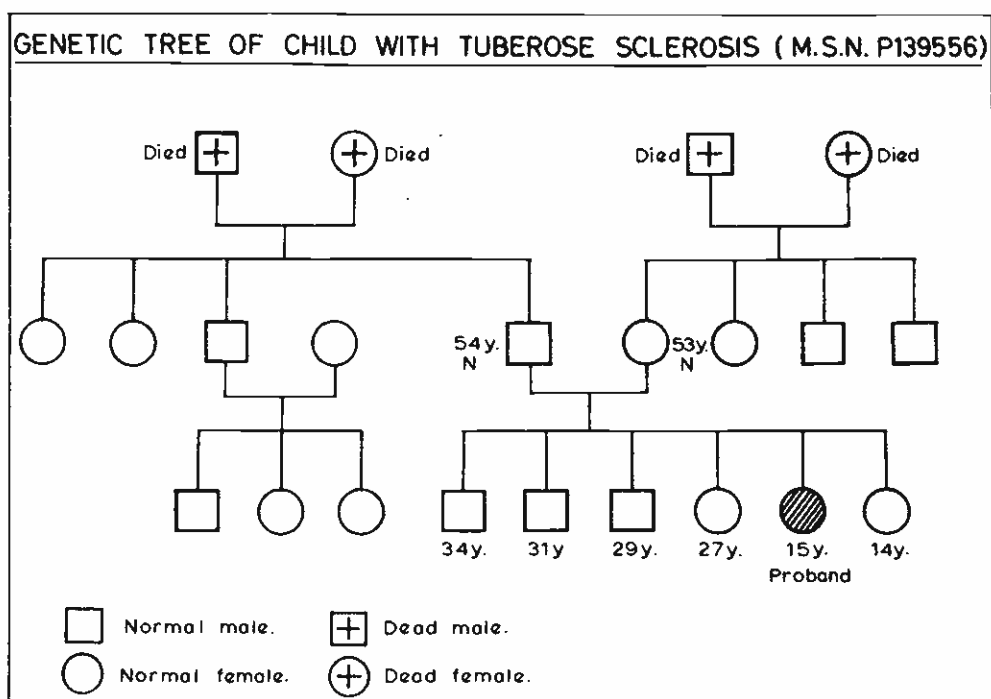 GENETIC TREE OF CHILD WITH TUBEROSE SCLEROSIS (M.S.N. P139556)
Died
Died
Died
Died
54y.
N
53y.
N
34y.
31y
29y.
27y.
15y.
14y.
Proband
Normal male.
Dead male.
Normal female.
Dead female.